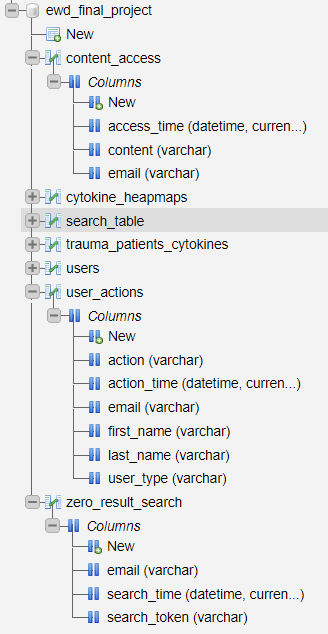 ewd_final_project
New
content_access
Columns
New
access_time (datetime, curren...)
content (varchar)
email (varchar)
cytokine_heapmaps
search_table
trauma_patients_cytokines
users
user_actions
Columns
New
action (varchar)
action_time (datetime, curren...)
email (varchar)
first_name (varchar)
last_name (varchar)
user_type (varchar)
zero_result_search
Columns
New
email (varchar)
search_time (datetime, curren...)
search_token (varchar)